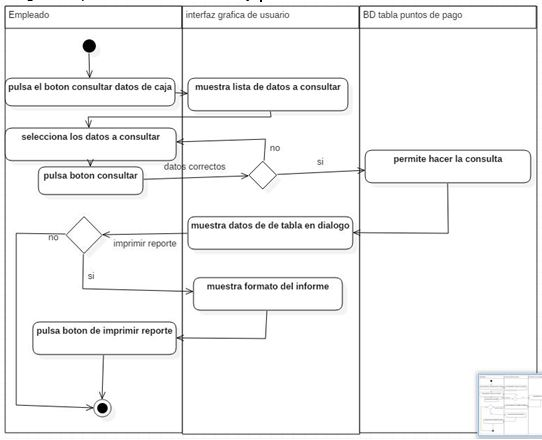 Empleado
interfaz grafica de usuario
BD tabla puntos de pago
pulsa el boton consultar datos de caja
muestra lista de datos a consultar
selecciona los datos a consultar
no
datos correctos
si
permite hacer la consulta
pulsa boton consultar
muestra datos de de tabla en dialogo
no
imprimir reporte
si
muestra formato del informe
pulsa boton de imprimir reporte